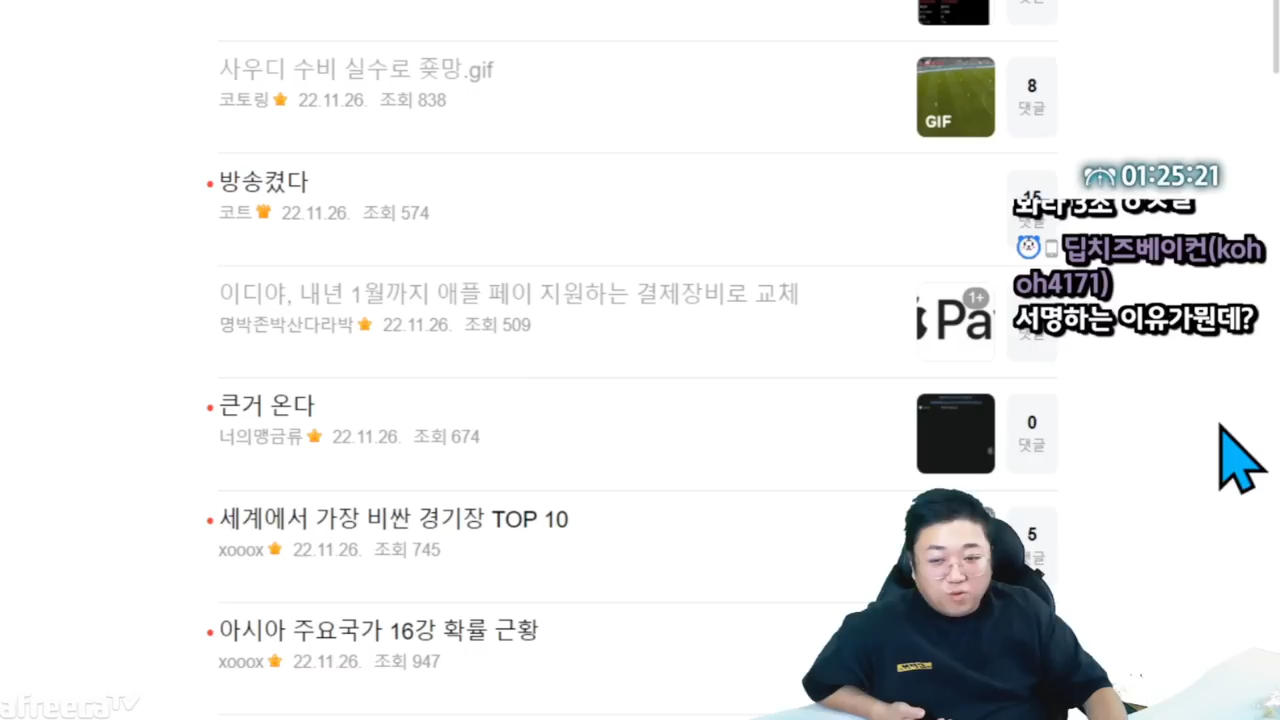 댓글
사우디 수비 실수로 좆망.gif
코토링 22.11.26. 조회 838
GIF
8
댓글
01:25:21
방송켰다
코트 22.11.26. 조회 574
15
딥치즈베이컨(koh
oh4171)
서명하는 이유가뭔데?
이디야, 내년 1월까지 애플 페이 지원하는 결제장비로 교체
명박존박산다라박 22.11.26. 조회 509
1+
Pa
큰거 온다
너의맹금류 22.11.26. 조회 674
0
댓글
세계에서 가장 비싼 경기장 TOP 10
xooox 22.11.26. 조회 745
5
아시아 주요국가 16강 확률 근황
xooox 22.11.26. 조회 947
afreecaTV